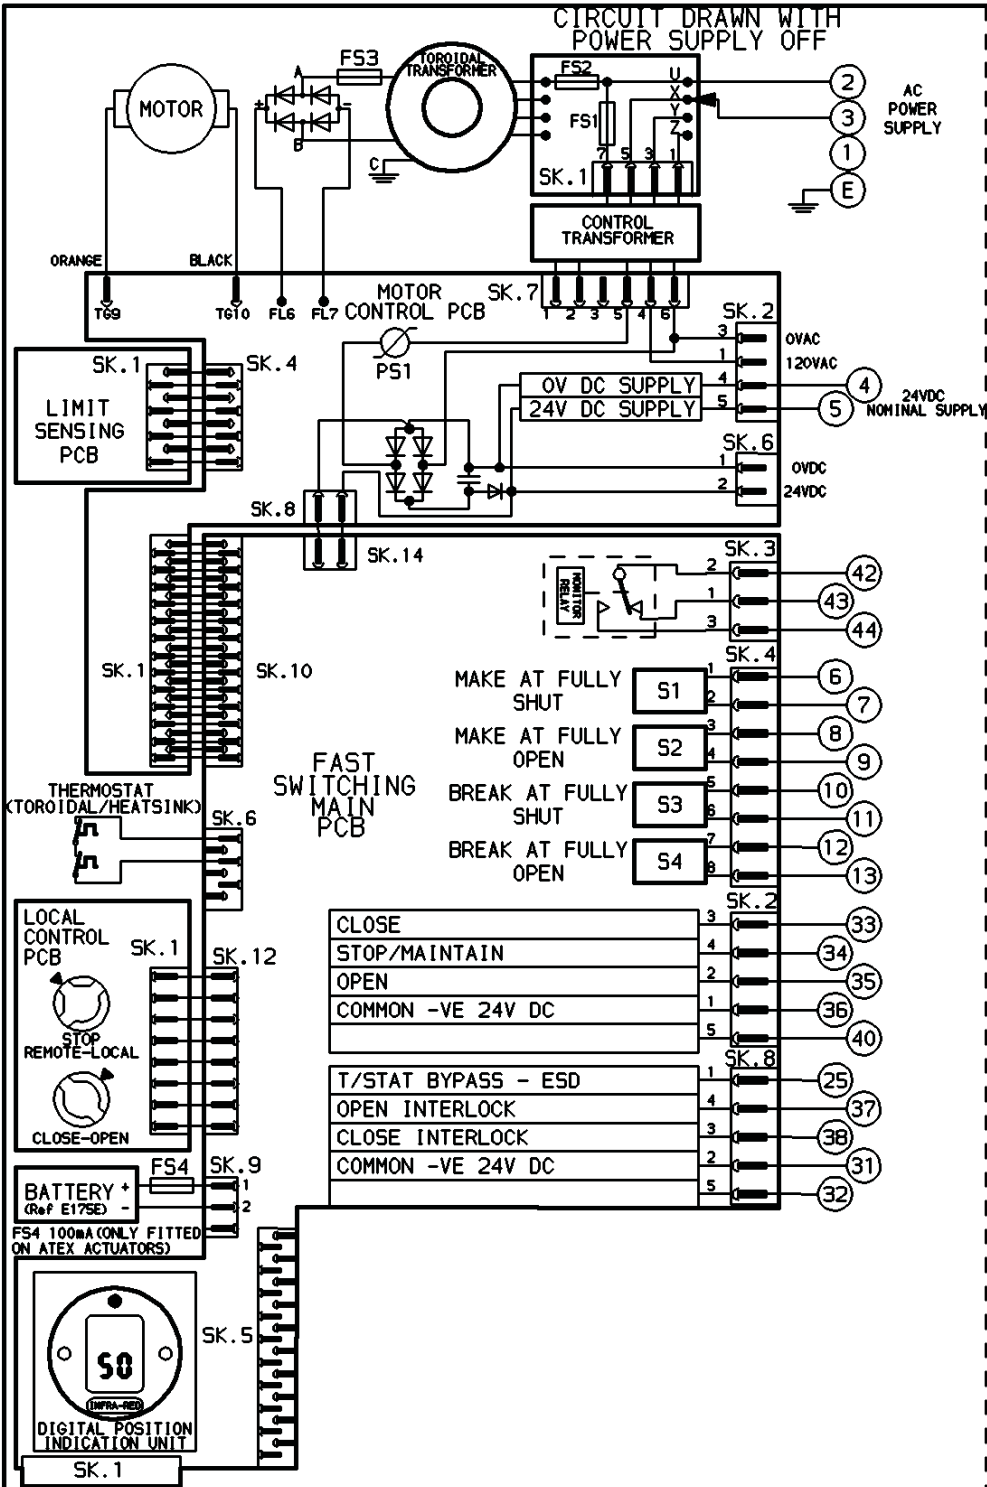 CIRCUIT DRAWN WITH
POWER SUPPLY OFF
MOTOR
FS3
A
+
-
B
C
TOROIDAL
TRANSFORMER
FS2
FS1
U
X
Y
Z
7 5 3 1
SK.1
2
3
1
E
AC
POWER
SUPPLY
CONTROL
TRANSFORMER
ORANGE
BLACK
TG9
TG10
FL6
FL7
MOTOR
CONTROL PCB
SK.7
1 2 3 5 4 6
PS1
SK.2
3
0VAC
1
120VAC
0V DC SUPPLY
4
4
24V DC SUPPLY
5
5
24VDC
NOMINAL SUPPLY
SK.6
1
0VDC
2
24VDC
SK.1
SK.4
LIMIT
SENSING
PCB
SK.8
SK.14
SK.1
SK.10
MONITOR
RELAY
SK.3
2
42
1
43
3
44
SK.4
MAKE AT FULLY
SHUT
S1
1
6
2
7
MAKE AT FULLY
OPEN
S2
3
8
4
9
BREAK AT FULLY
SHUT
S3
5
10
6
11
BREAK AT FULLY
OPEN
S4
7
12
8
13
FAST
SWITCHING
MAIN
PCB
THERMOSTAT
(TOROIDAL/HEATSINK)
SK.6
SK.2
CLOSE
3
33
STOP/MAINTAIN
4
34
OPEN
2
35
COMMON -VE 24V DC
1
36
5
40
SK.8
T/STAT BYPASS - ESD
1
25
OPEN INTERLOCK
4
37
CLOSE INTERLOCK
3
38
COMMON -VE 24V DC
2
31
5
32
LOCAL
CONTROL
PCB
SK.1
SK.12
STOP
REMOTE-LOCAL
CLOSE-OPEN
BATTERY + 
(Ref E175E) -
FS4
SK.9
1
2
FS4 100mA(ONLY FITTED
ON ATEX ACTUATORS)
50
INFRA-RED
DIGITAL POSITION
INDICATION UNIT
SK.5
SK.1